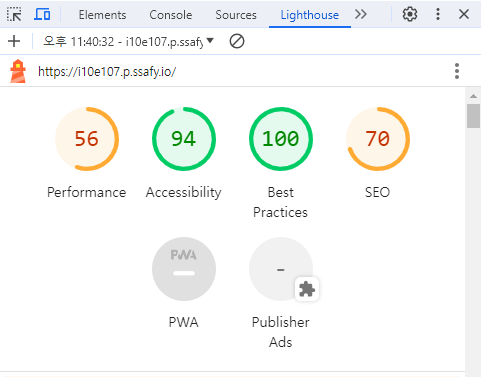 Elements Console Sources Lighthouse
오후 11:40:32 - i10e107.p.ssafy
https://i10e107.p.ssafy.io/
56 94 100 70
Performance Accessibility Best Practices SEO
PWA -
PWA Publisher Ads